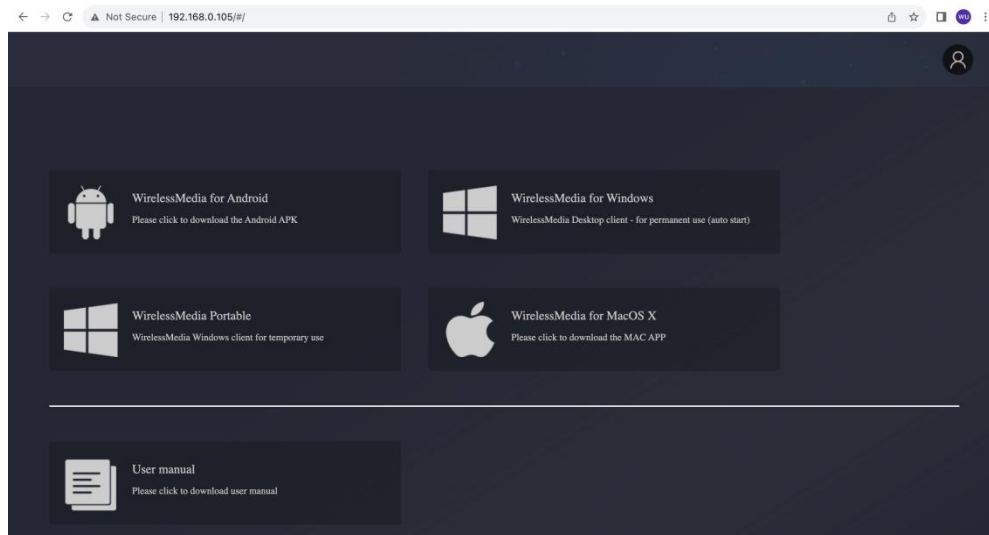 Not Secure 192.168.0.105/#/
WU
WirelessMedia for Android
Please click to download the Android APK
WirelessMedia for Windows
WirelessMedia Desktop client - for permanent use (auto start)
WirelessMedia Portable
WirelessMedia Windows client for temporary use
WirelessMedia for MacOS X
Please click to download the MAC APP
User manual
Please click to download user manual